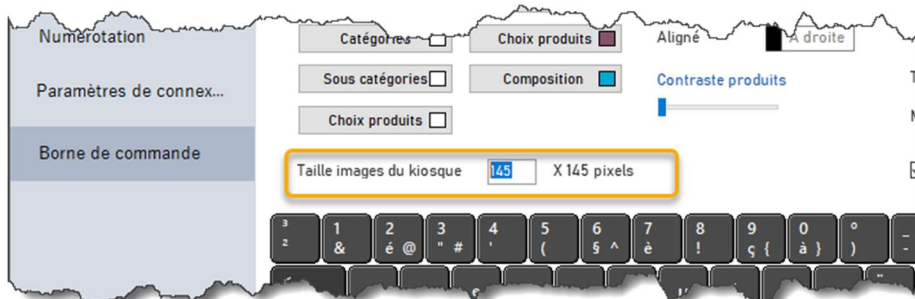 Numérotation
Catégories
Choix produits
Aligné
A droite
Sous catégories
Composition
Contraste produits
Paramètres de connex...
Choix produits
Borne de commande
Taille images du kiosque 145 X 145 pixels
3 1 2 3 4 5 6 7 8 9 0 ° _
2 & é @ " # ' ( § ^ è ! ç { à } ) -